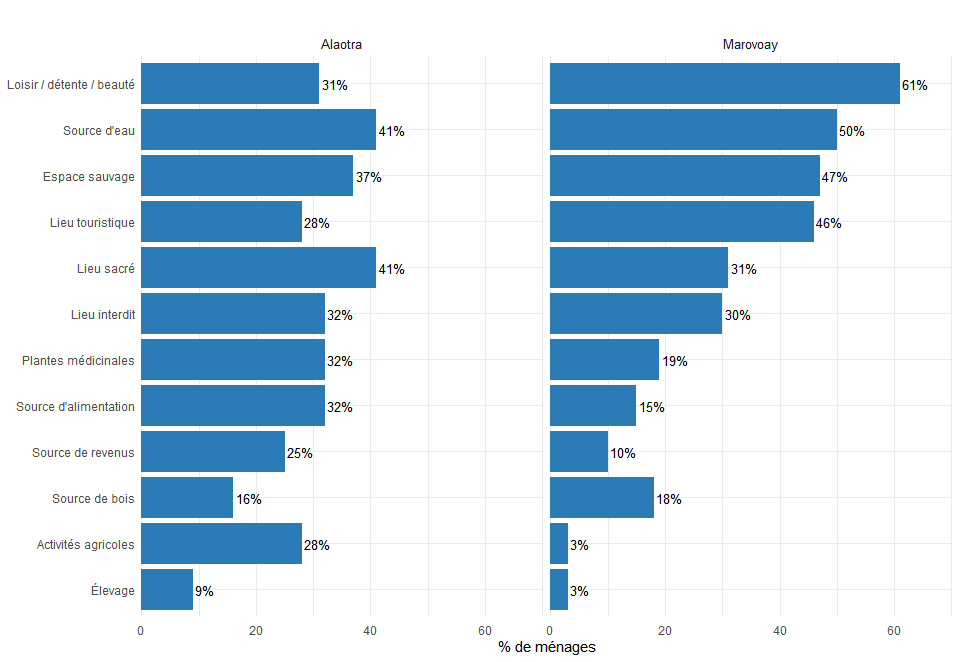 Alaotra
Marovoay
Loisir / détente / beauté 31% 61%
Source d'eau 41% 50%
Espace sauvage 37% 47%
Lieu touristique 28% 46%
Lieu sacré 41% 31%
Lieu interdit 32% 30%
Plantes médicinales 32% 19%
Source d'alimentation 32% 15%
Source de revenus 25% 10%
Source de bois 16% 18%
Activités agricoles 28% 3%
Élevage 9% 3%
0 20 40 60 0 20 40 60
% de ménages